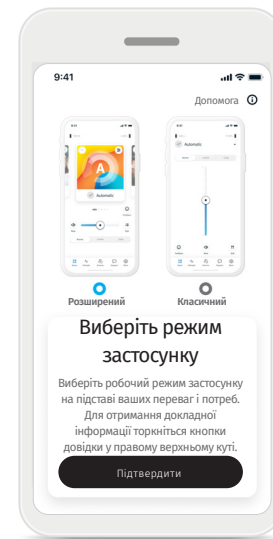 9:41
Допомога
A
Automatic
Automatic
Розширений
Класичний
Виберіть режим
застосунку
Виберіть робочий режим застосунку
на підставі ваших переваг і потреб.
Для отримання докладної
інформації торкніться кнопки
довідки у правому верхньому куті.
Підтвердити